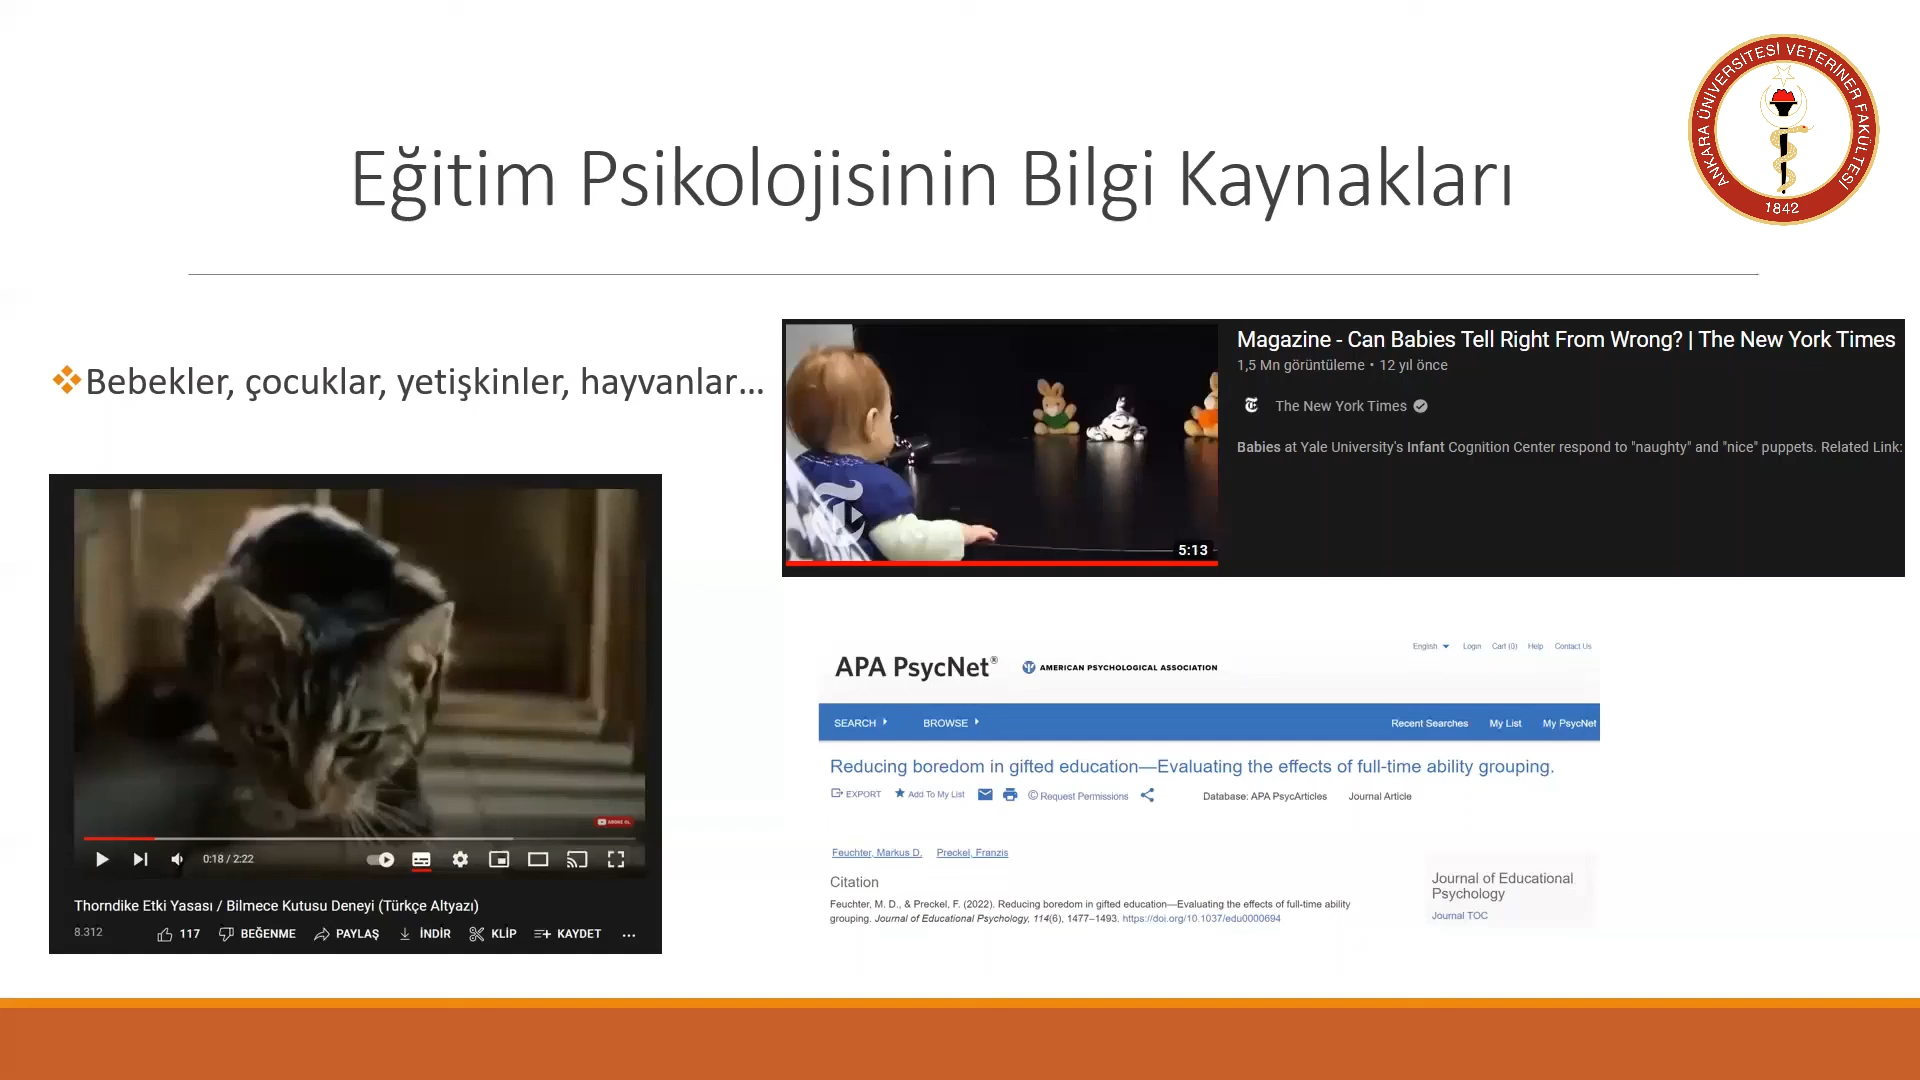 ANKARA ÜNİVERSİTESİ VETERİNER FAKÜLTESİ
1842
Eğitim Psikolojisinin Bilgi Kaynakları
Bebekler, çocuklar, yetişkinler, hayvanlar...
Magazine - Can Babies Tell Right From Wrong? | The New York Times
1,5 Mn görüntüleme • 12 yıl önce
The New York Times
Babies at Yale University's Infant Cognition Center respond to "naughty" and "nice" puppets. Related Link:
5:13
ABONE OL
0:18 / 2:22
Thorndike Etki Yasası / Bilmece Kutusu Deneyi (Türkçe Altyazı)
8.312
117 BEĞENME PAYLAŞ İNDİR KLİP KAYDET ...
English Login Cart (0) Help Contact Us
APA PsycNet® AMERICAN PSYCHOLOGICAL ASSOCIATION
SEARCH BROWSE Recent Searches My List My PsycNet
Reducing boredom in gifted education—Evaluating the effects of full-time ability grouping.
EXPORT Add To My List © Request Permissions Database: APA PsycArticles Journal Article
Feuchter, Markus D. Preckel, Franzis
Citation
Feuchter, M. D., & Preckel, F. (2022). Reducing boredom in gifted education—Evaluating the effects of full-time ability
grouping. Journal of Educational Psychology, 114(6), 1477–1493. https://doi.org/10.1037/edu0000694
Journal of Educational
Psychology
Journal TOC